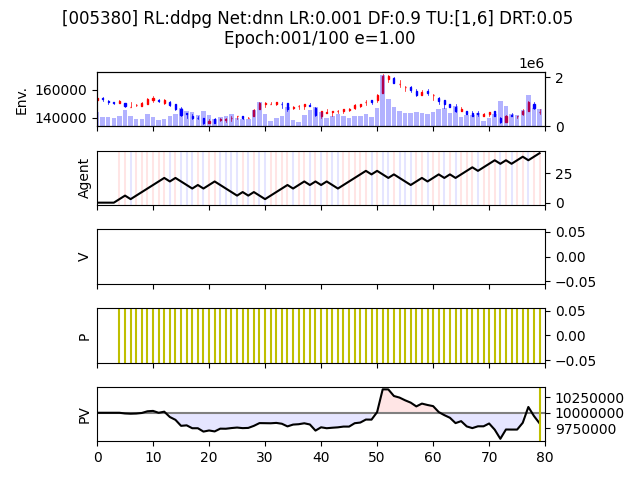 [005380] RL:ddpg Net:dnn LR:0.001 DF:0.9 TU:[1,6] DRT:0.05
Epoch:001/100 e=1.00
1e6
Env.
160000
140000
2
0
Agent
25
0
V
0.05
0.00
−0.05
P
0.05
0.00
−0.05
PV
10250000
10000000
9750000
0 10 20 30 40 50 60 70 80